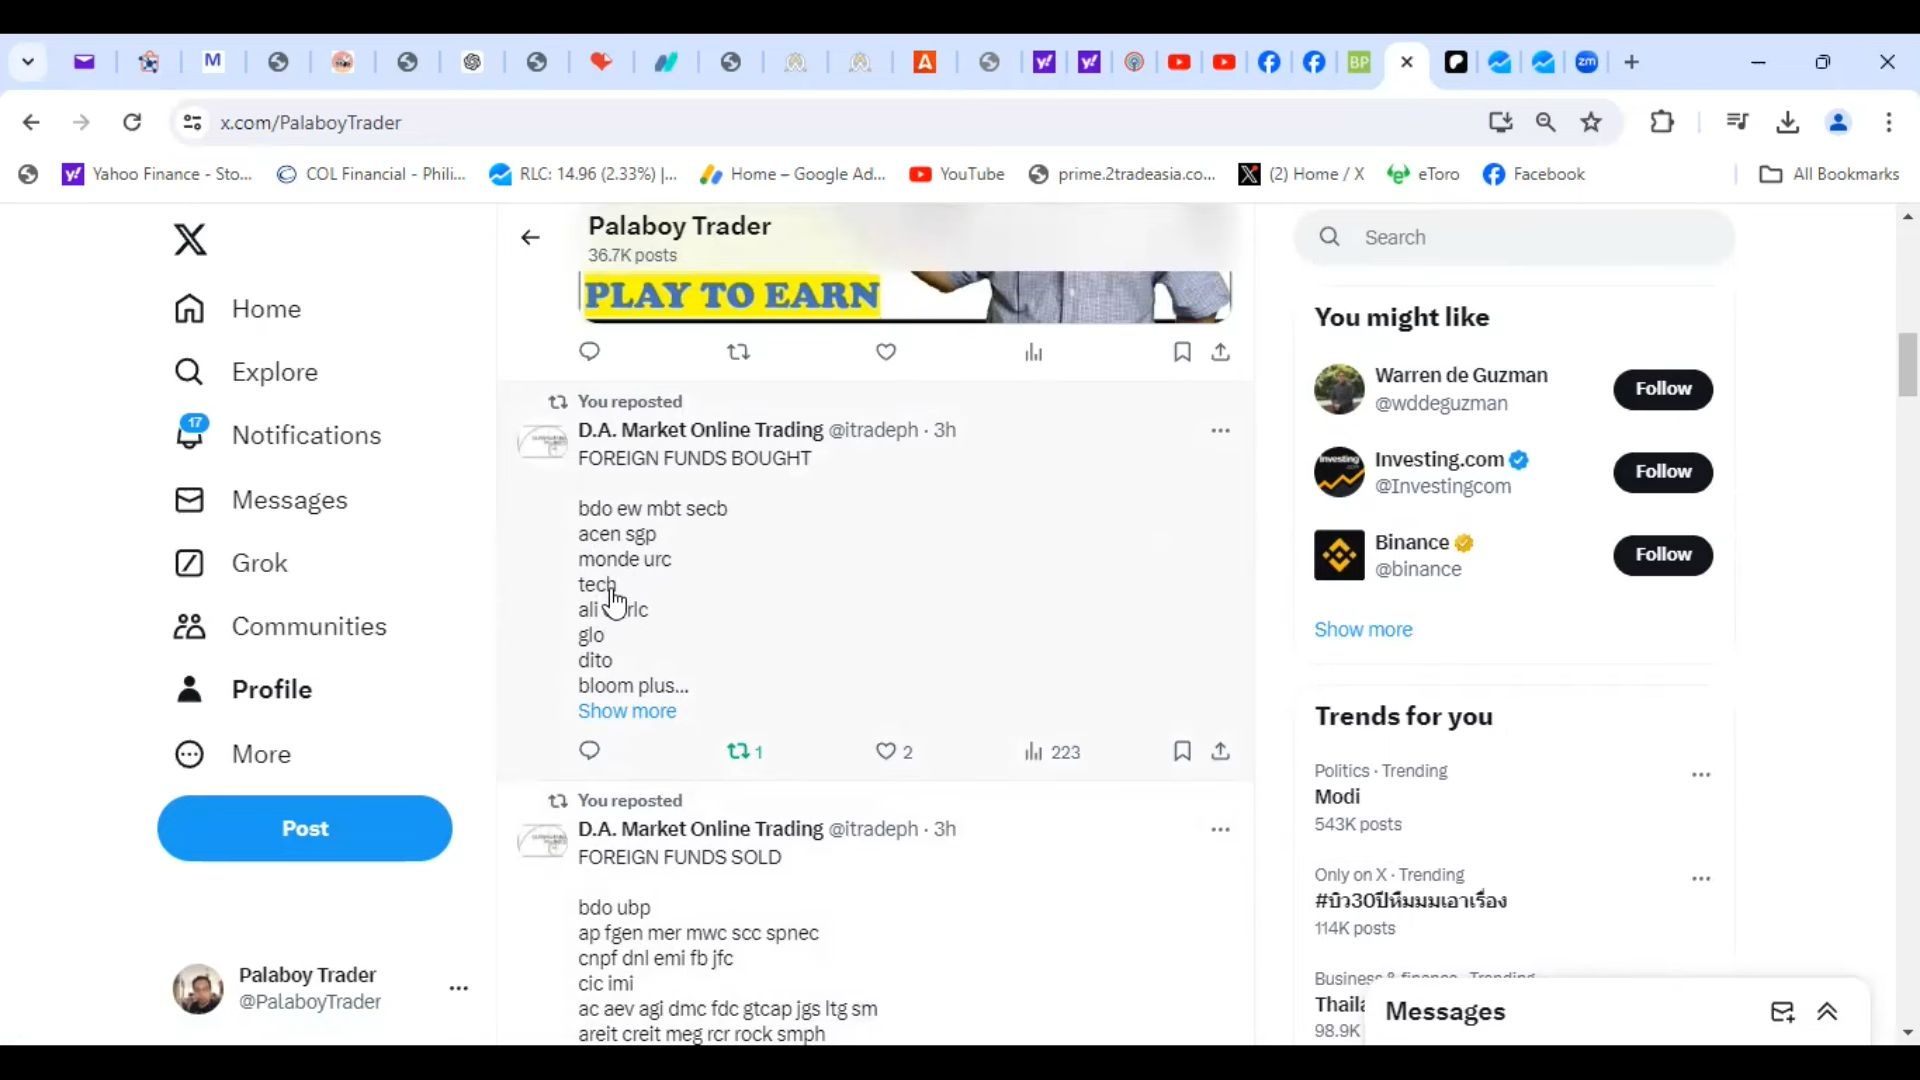 x.com/PalaboyTrader
Yahoo Finance - Sto...
COL Financial - Phili...
RLC: 14.96 (2.33%) |...
Home – Google Ad...
YouTube
prime.2tradeasia.co...
(2) Home / X
eToro
Facebook
All Bookmarks
Home
Explore
17
Notifications
Messages
Grok
Communities
Profile
More
Post
Palaboy Trader
@PalaboyTrader
Palaboy Trader
36.7K posts
PLAY TO EARN
You reposted
D.A. Market Online Trading @itradeph · 3h
FOREIGN FUNDS BOUGHT
bdo ew mbt secb
acen sgp
monde urc
tech
ali rlc
glo
dito
bloom plus...
Show more
1
2
223
You reposted
D.A. Market Online Trading @itradeph · 3h
FOREIGN FUNDS SOLD
bdo ubp
ap fgen mer mwc scc spnec
cnpf dnl emi fb jfc
cic imi
ac aev agi dmc fdc gtcap jgs ltg sm
areit creit meg rcr rock smph
Search
You might like
Warren de Guzman
@wddeguzman
Follow
Investing.com
@Investingcom
Follow
Binance
@binance
Follow
Show more
Trends for you
Politics · Trending
Modi
543K posts
Only on X · Trending
#บิว30ปีหึมมมเอาเรื่อง
114K posts
Business & finance · Trending
98.9K
Messages